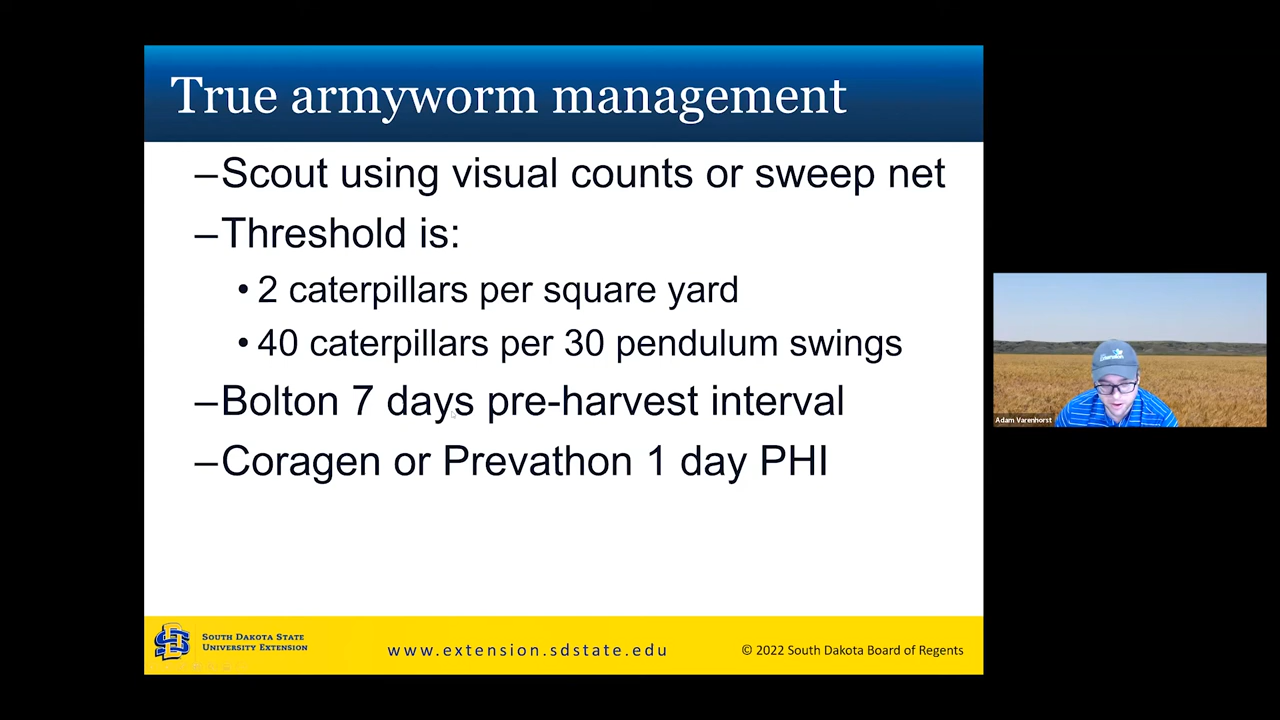 True armyworm management
–Scout using visual counts or sweep net
–Threshold is:
• 2 caterpillars per square yard
• 40 caterpillars per 30 pendulum swings
–Bolton 7 days pre-harvest interval
–Coragen or Prevathon 1 day PHI
Adam Varenhorst
SOUTH DAKOTA STATE
UNIVERSITY EXTENSION
www.extension.sdstate.edu
© 2022 South Dakota Board of Regents